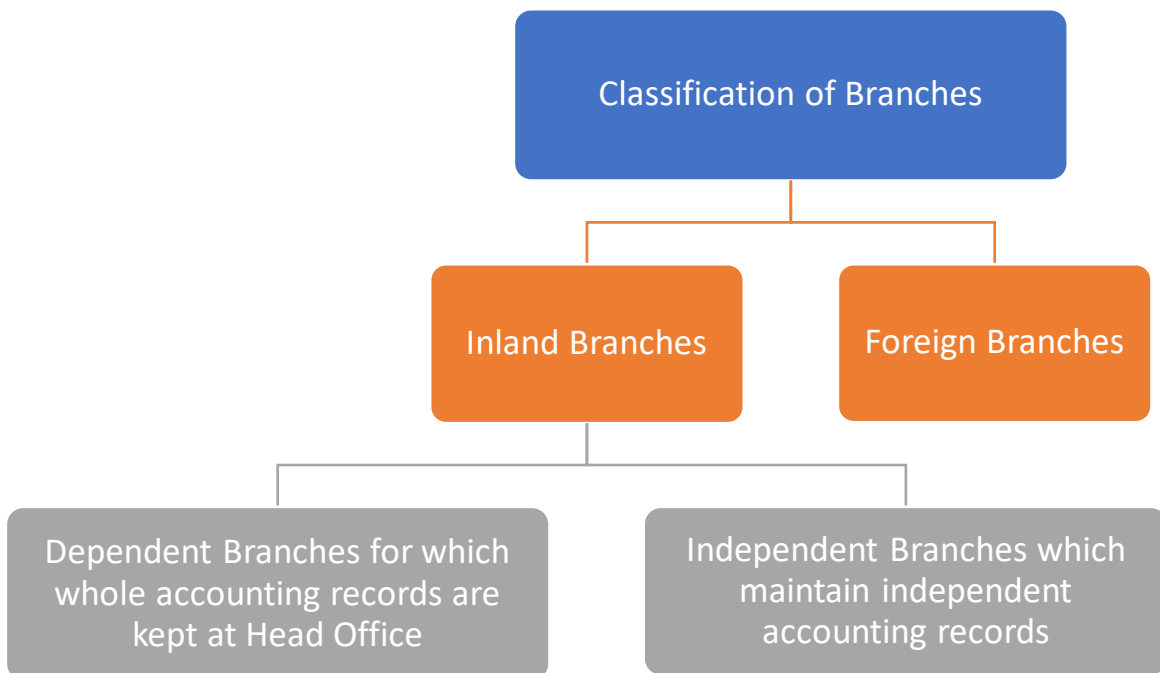 Classification of Branches
Inland Branches
Foreign Branches
Dependent Branches for which
whole accounting records are
kept at Head Office
Independent Branches which
maintain independent
accounting records